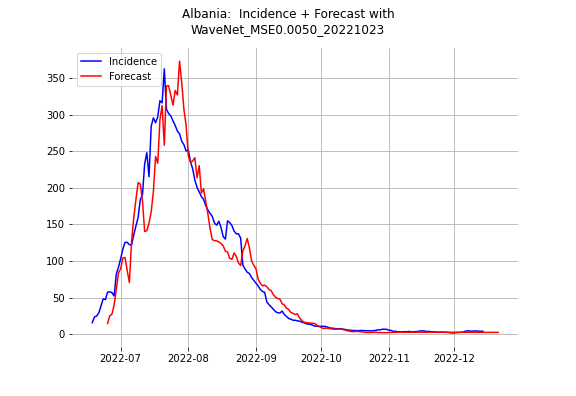 Albania:  Incidence + Forecast with
WaveNet_MSE0.0050_20221023
Incidence
Forecast
350
300
250
200
150
100
50
0
2022-07 2022-08 2022-09 2022-10 2022-11 2022-12